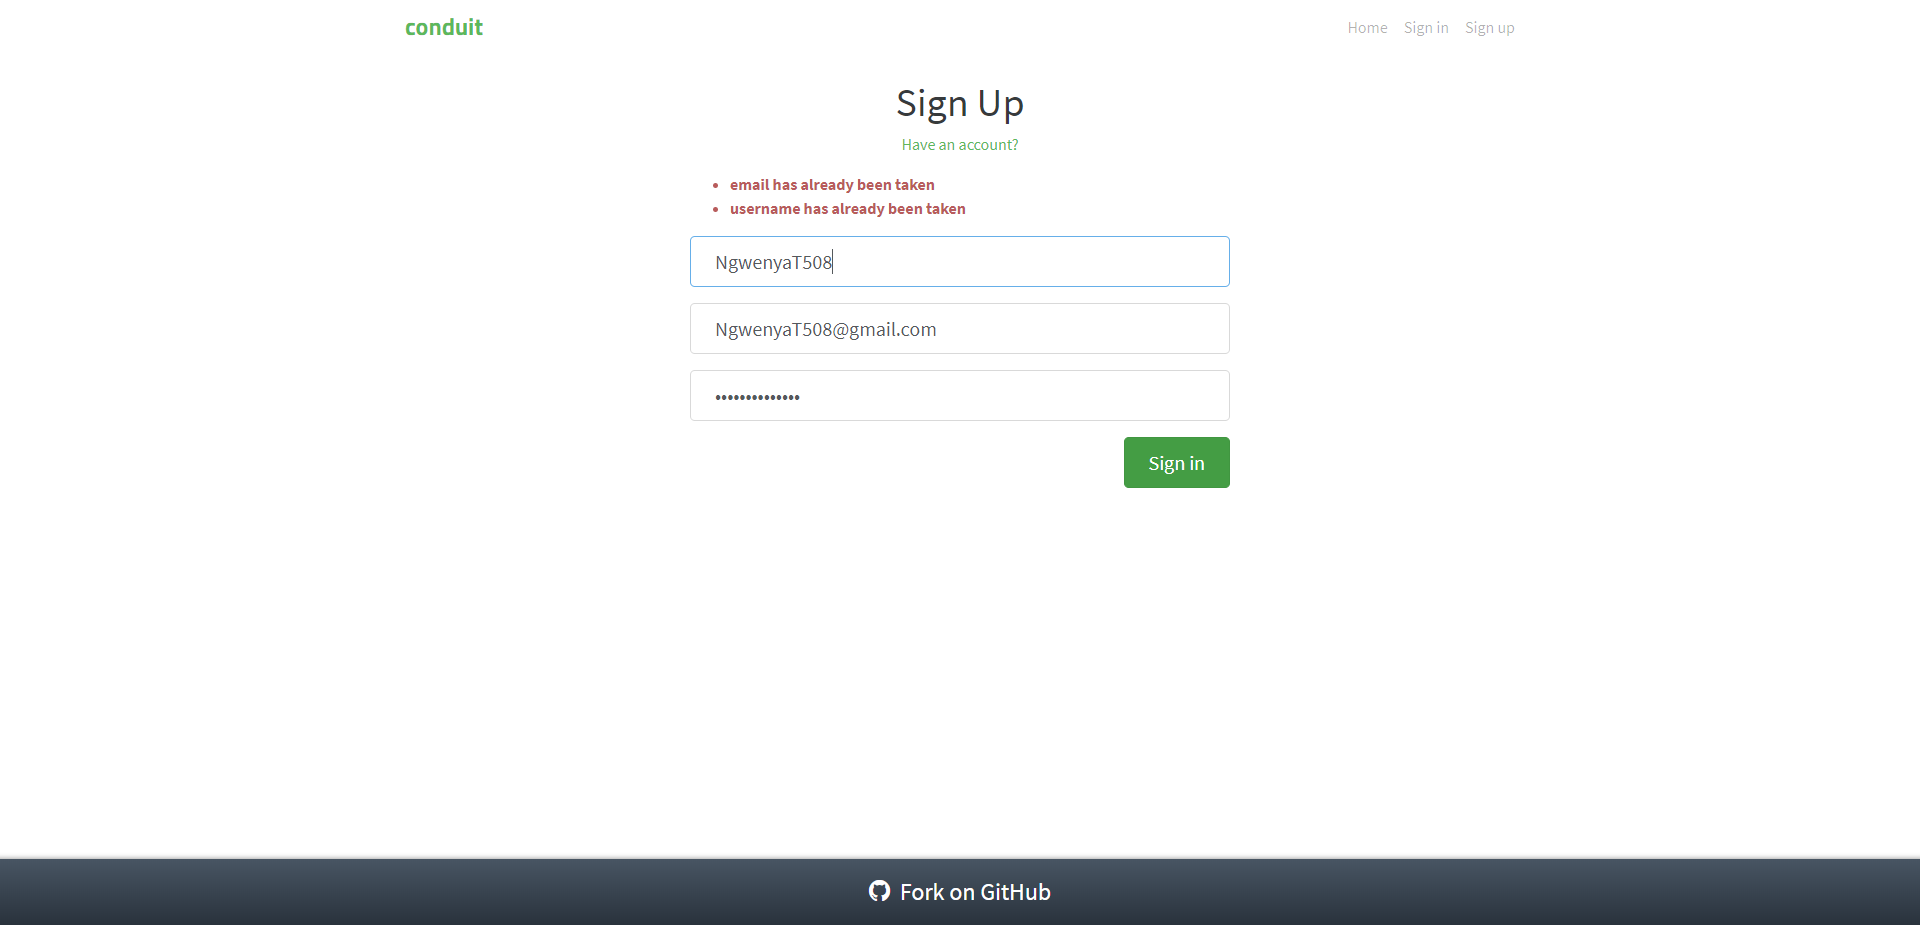 conduit
Home Sign in Sign up
Sign Up
Have an account?
• email has already been taken
• username has already been taken
NgwenyaT508
NgwenyaT508@gmail.com
••••••••••••••
Sign in
Fork on GitHub